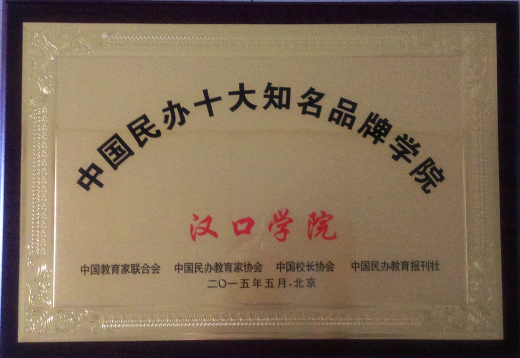 中国民办十大知名品牌学院
汉口学院
中国教育家联合会 中国民办教育家协会 中国校长协会 中国民办教育报刊社
二〇一五年五月·北京